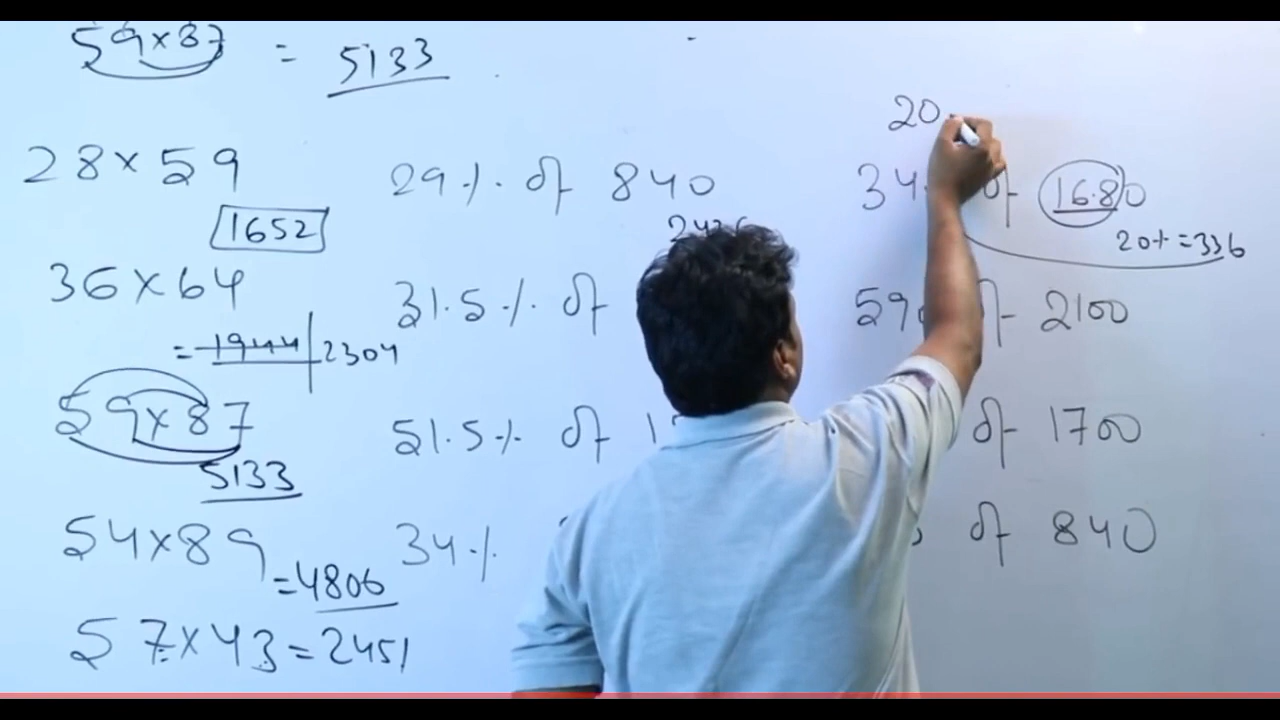 59×87 = 5133
28×59
1652
36×64
= 1944 2304
59×87
5133
54×89
=4806
57×43=2451
29% of 840
31.5% of
51.5% of
34%
20
34 of 16.80
20%=336
of 2100
of 1700
of 840